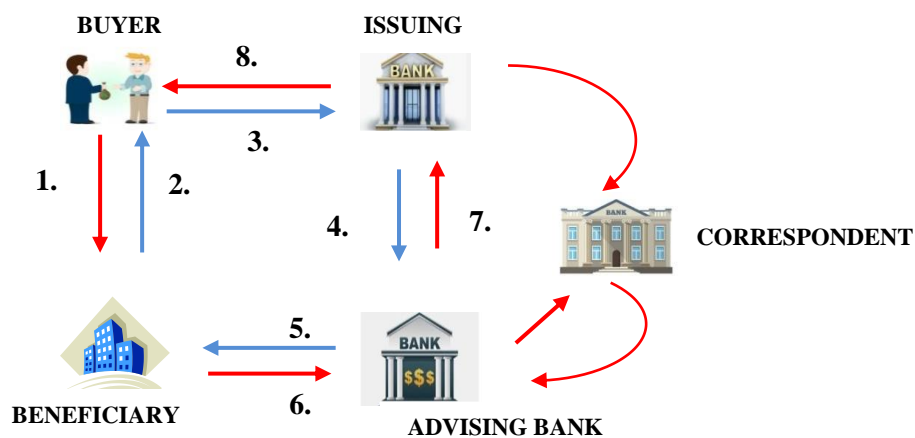 BUYER
ISSUING
8.
BANK
3.
1.
2.
4.
7.
BANK
CORRESPONDENT
5.
BANK
$$$
6.
BENEFICIARY
ADVISING BANK